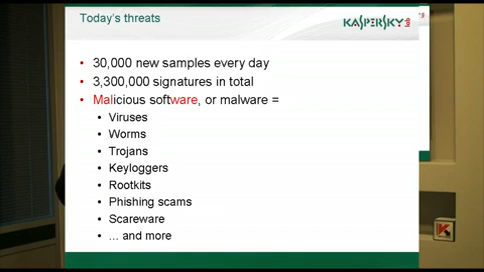 Today's threats
KASPERSKY lab
30,000 new samples every day
3,300,000 signatures in total
Malicious software, or malware =
Viruses
Worms
Trojans
Keyloggers
Rootkits
Phishing scams
Scareware
... and more